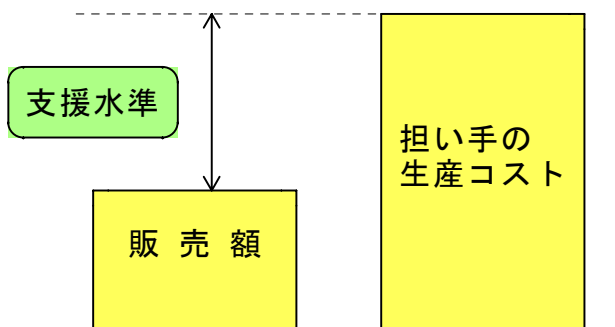 支援水準
担い手の
生産コスト
販売額